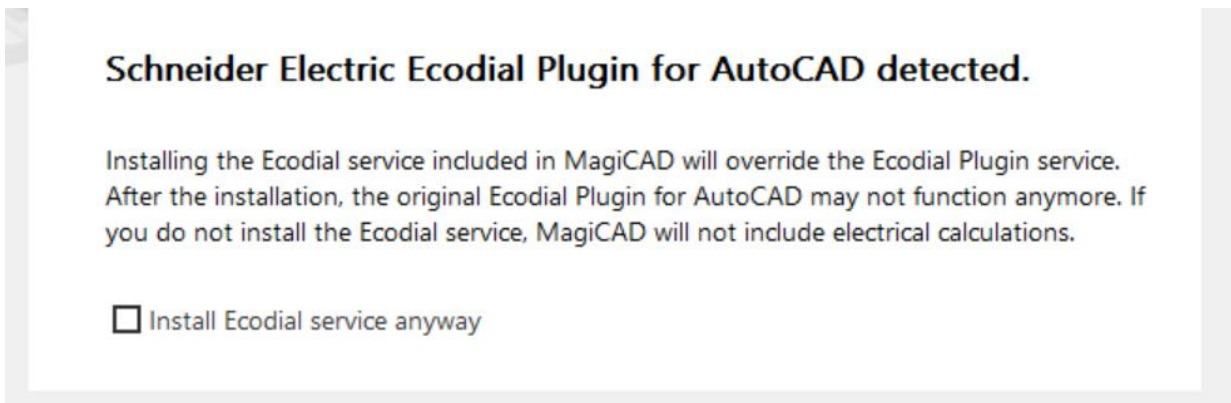 Schneider Electric Ecodial Plugin for AutoCAD detected.
Installing the Ecodial service included in MagiCAD will override the Ecodial Plugin service.
After the installation, the original Ecodial Plugin for AutoCAD may not function anymore. If
you do not install the Ecodial service, MagiCAD will not include electrical calculations.
Install Ecodial service anyway